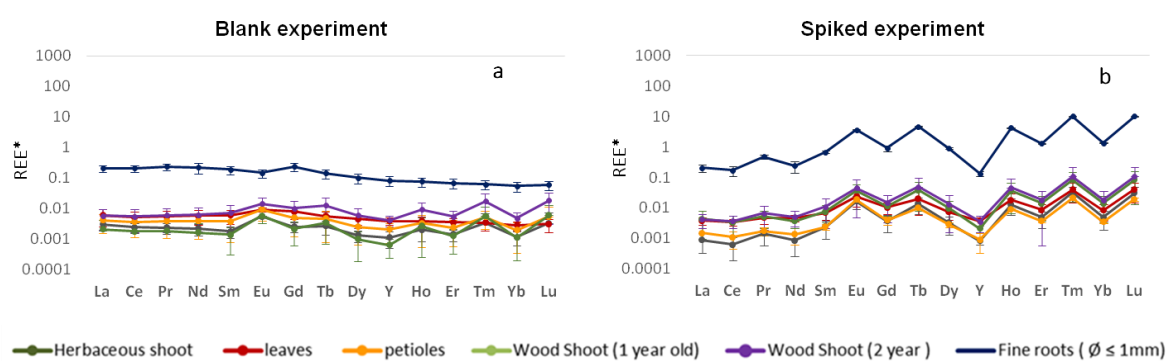 Blank experiment
a
REE*
1000
100
10
1
0.1
0.01
0.001
0.0001
La Ce Pr Nd Sm Eu Gd Tb Dy Y Ho Er Tm Yb Lu
Spiked experiment
b
REE*
1000
100
10
1
0.1
0.01
0.001
0.0001
La Ce Pr Nd Sm Eu Gd Tb Dy Y Ho Er Tm Yb Lu
Herbaceous shoot leaves petioles Wood Shoot (1 year old) Wood Shoot (2 year ) Fine roots ( Ø ≤ 1mm)